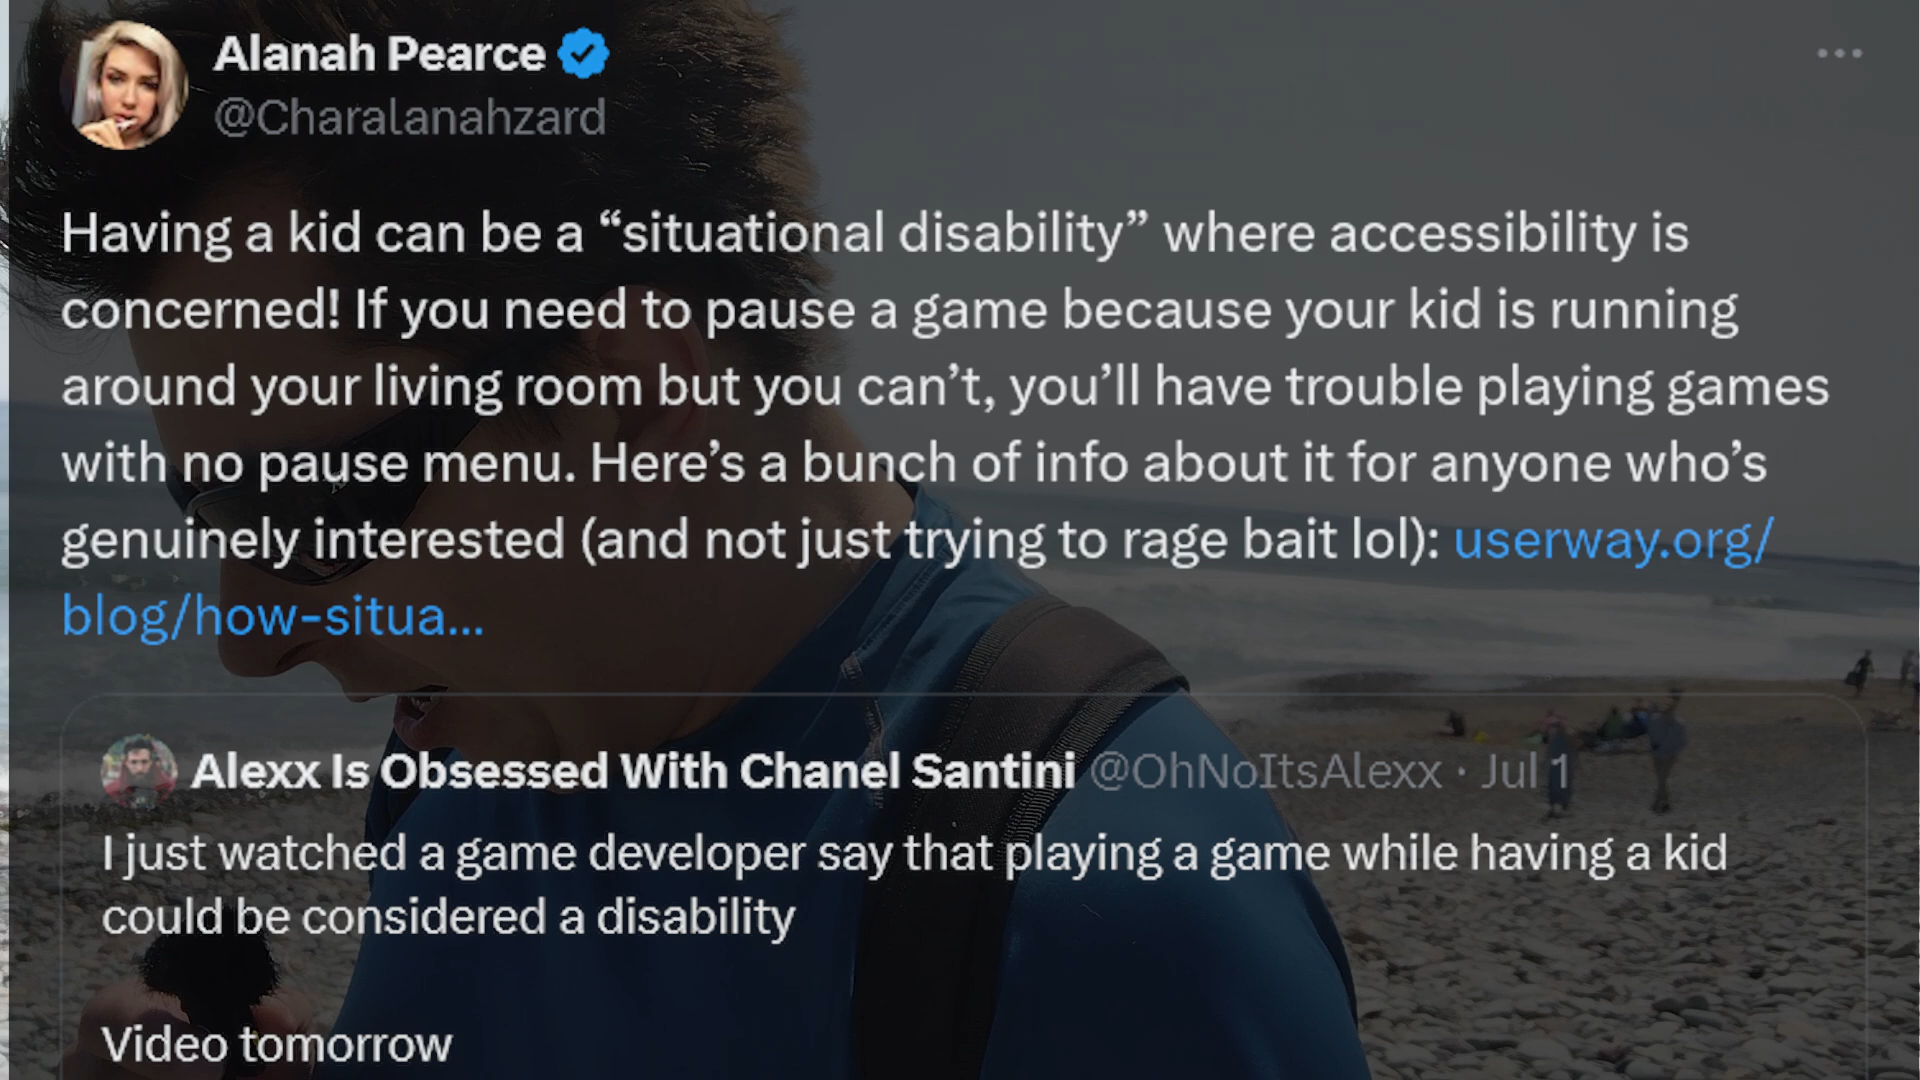 Alanah Pearce
@Charalanahzard
Having a kid can be a “situational disability” where accessibility is
concerned! If you need to pause a game because your kid is running
around your living room but you can’t, you’ll have trouble playing games
with no pause menu. Here’s a bunch of info about it for anyone who’s
genuinely interested (and not just trying to rage bait lol): userway.org/
blog/how-situa...
Alexx Is Obsessed With Chanel Santini @OhNoItsAlexx · Jul 1
I just watched a game developer say that playing a game while having a kid
could be considered a disability
Video tomorrow